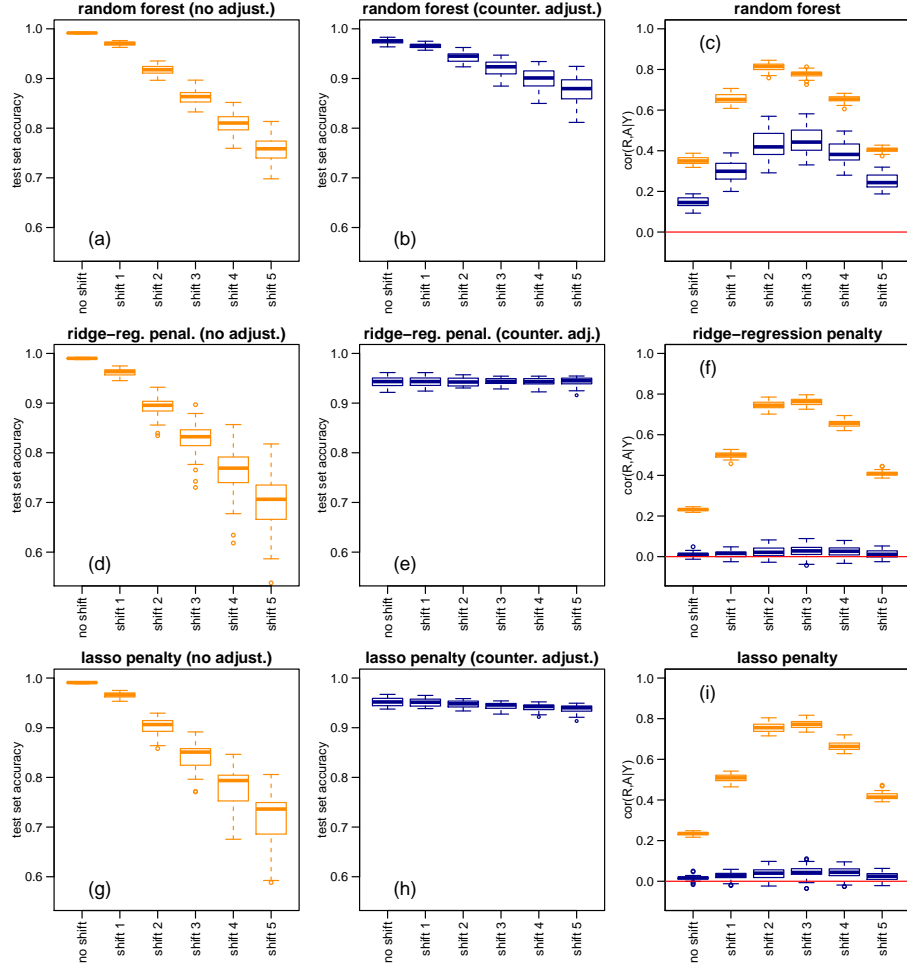 random forest (no adjust.)
test set accuracy
1.0
0.9
0.8
0.7
0.6
(a)
no shift
shift 1
shift 2
shift 3
shift 4
shift 5
random forest (counter. adjust.)
test set accuracy
1.0
0.9
0.8
0.7
0.6
(b)
no shift
shift 1
shift 2
shift 3
shift 4
shift 5
random forest
cor(R,A|Y)
1.0
0.8
0.6
0.4
0.2
0.0
(c)
no shift
shift 1
shift 2
shift 3
shift 4
shift 5
ridge−reg. penal. (no adjust.)
test set accuracy
1.0
0.9
0.8
0.7
0.6
(d)
no shift
shift 1
shift 2
shift 3
shift 4
shift 5
ridge−reg. penal. (counter. adj.)
test set accuracy
1.0
0.9
0.8
0.7
0.6
(e)
no shift
shift 1
shift 2
shift 3
shift 4
shift 5
ridge−regression penalty
cor(R,A|Y)
1.0
0.8
0.6
0.4
0.2
0.0
(f)
no shift
shift 1
shift 2
shift 3
shift 4
shift 5
lasso penalty (no adjust.)
test set accuracy
1.0
0.9
0.8
0.7
0.6
(g)
no shift
shift 1
shift 2
shift 3
shift 4
shift 5
lasso penalty (counter. adjust.)
test set accuracy
1.0
0.9
0.8
0.7
0.6
(h)
no shift
shift 1
shift 2
shift 3
shift 4
shift 5
lasso penalty
cor(R,A|Y)
1.0
0.8
0.6
0.4
0.2
0.0
(i)
no shift
shift 1
shift 2
shift 3
shift 4
shift 5